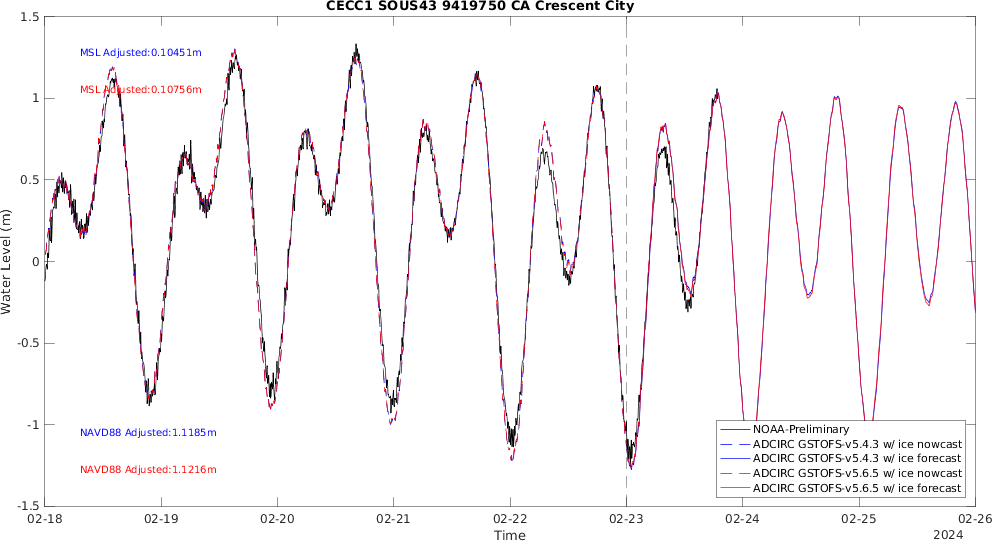 CECC1 SOUS43 9419750 CA Crescent City
1.5
1
0.5
0
-0.5
-1
-1.5
Water Level (m)
MSL Adjusted:0.10451m
MSL Adjusted:0.10756m
NAVD88 Adjusted:1.1185m
NAVD88 Adjusted:1.1216m
NOAA-Preliminary
ADCIRC GSTOFS-v5.4.3 w/ ice nowcast
ADCIRC GSTOFS-v5.4.3 w/ ice forecast
ADCIRC GSTOFS-v5.6.5 w/ ice nowcast
ADCIRC GSTOFS-v5.6.5 w/ ice forecast
02-18 02-19 02-20 02-21 02-22 02-23 02-24 02-25 02-26
Time
2024